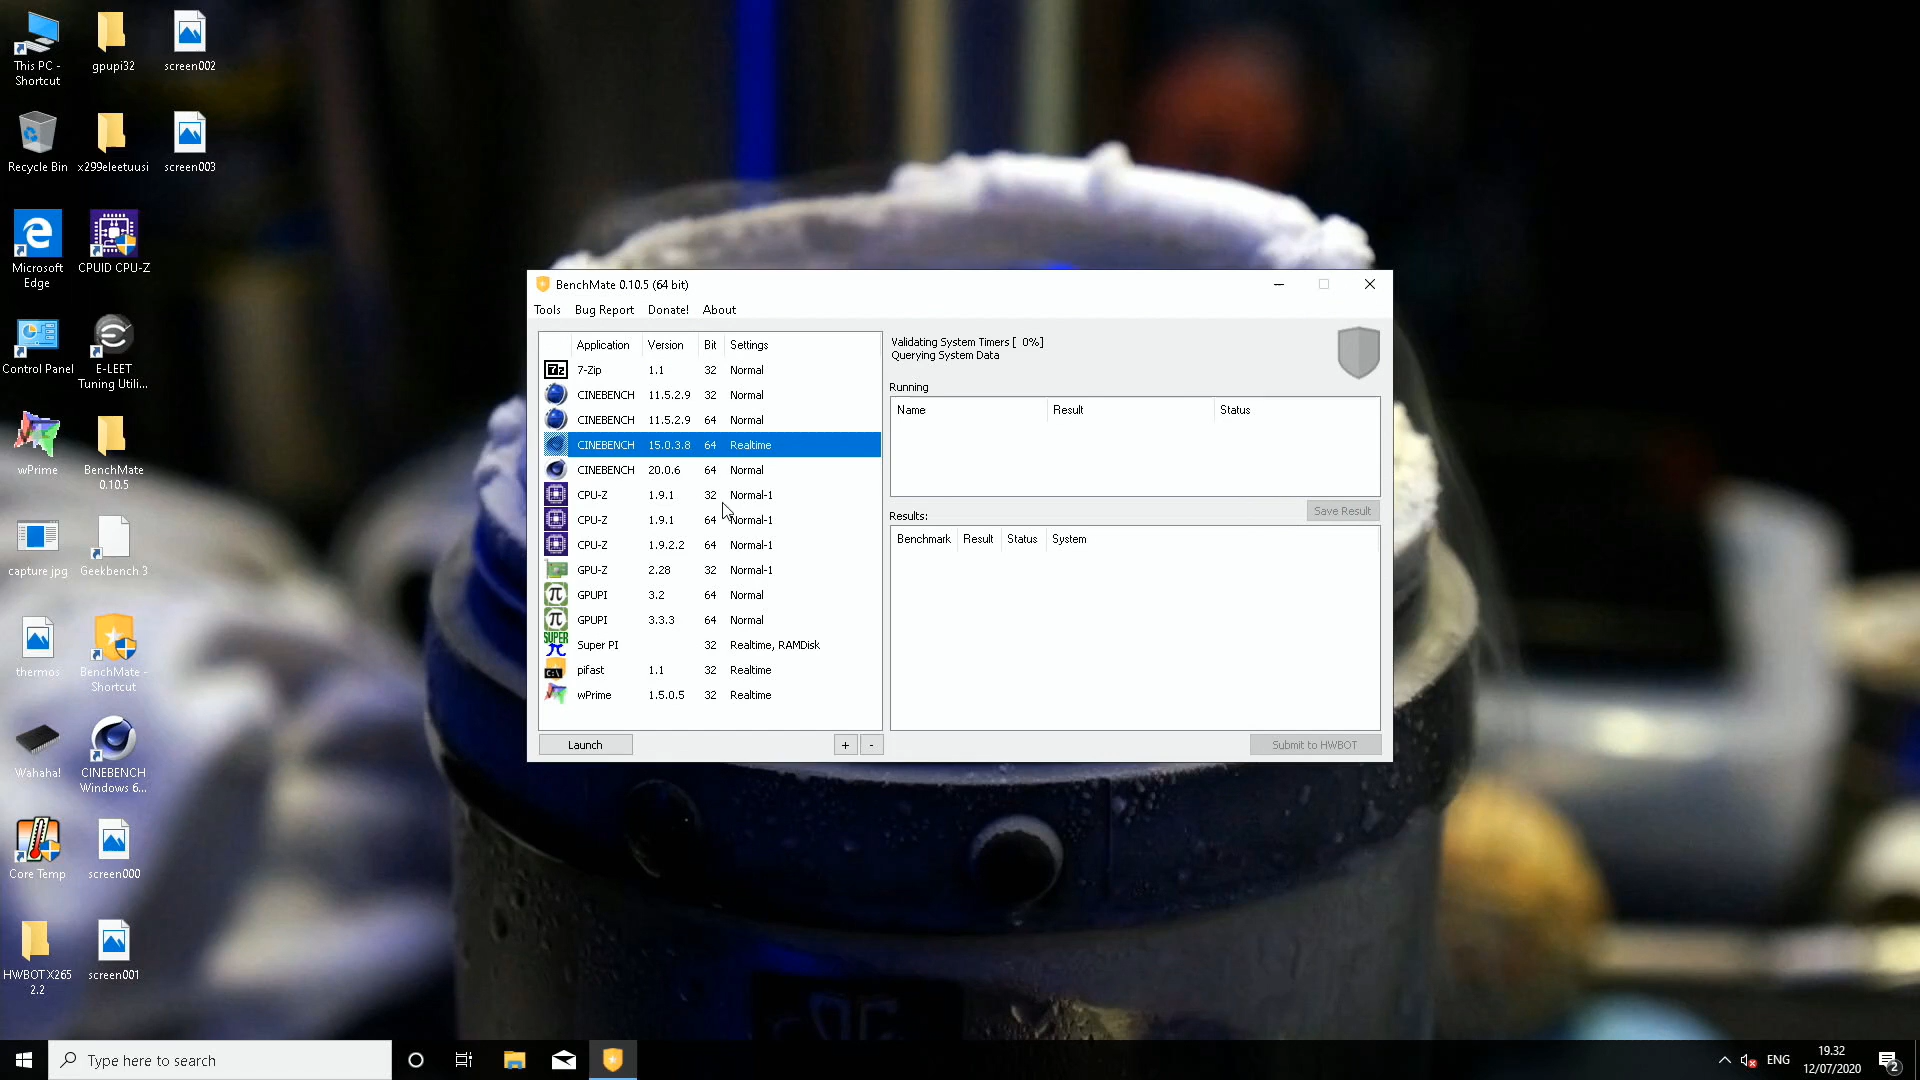 This PC -
Shortcut
gpupi32
screen002
Recycle Bin
x299eleetuusi
screen003
Microsoft
Edge
CPUID CPU-Z
Control Panel
E-LEET
Tuning Utili...
wPrime
BenchMate
0.10.5
capture jpg
Geekbench 3
thermos
BenchMate -
Shortcut
Wahaha!
CINEBENCH
Windows 6...
Core Temp
screen000
HWBOT X265
2.2
screen001
BenchMate 0.10.5 (64 bit)
Tools Bug Report Donate! About
Application Version Bit Settings
7-Zip 1.1 32 Normal
CINEBENCH 11.5.2.9 32 Normal
CINEBENCH 11.5.2.9 64 Normal
CINEBENCH 15.0.3.8 64 Realtime
CINEBENCH 20.0.6 64 Normal
CPU-Z 1.9.1 32 Normal-1
CPU-Z 1.9.1 64 Normal-1
CPU-Z 1.9.2.2 64 Normal-1
GPU-Z 2.28 32 Normal-1
GPUPI 3.2 64 Normal
GPUPI 3.3.3 64 Normal
SUPER
Super PI 32 Realtime, RAMDisk
pifast 1.1 32 Realtime
wPrime 1.5.0.5 32 Realtime
Launch + -
Validating System Timers [ 0%]
Querying System Data
Running
Name Result Status
Save Result
Results:
Benchmark Result Status System
Submit to HWBOT
Type here to search
ENG
19.32
12/07/2020
2